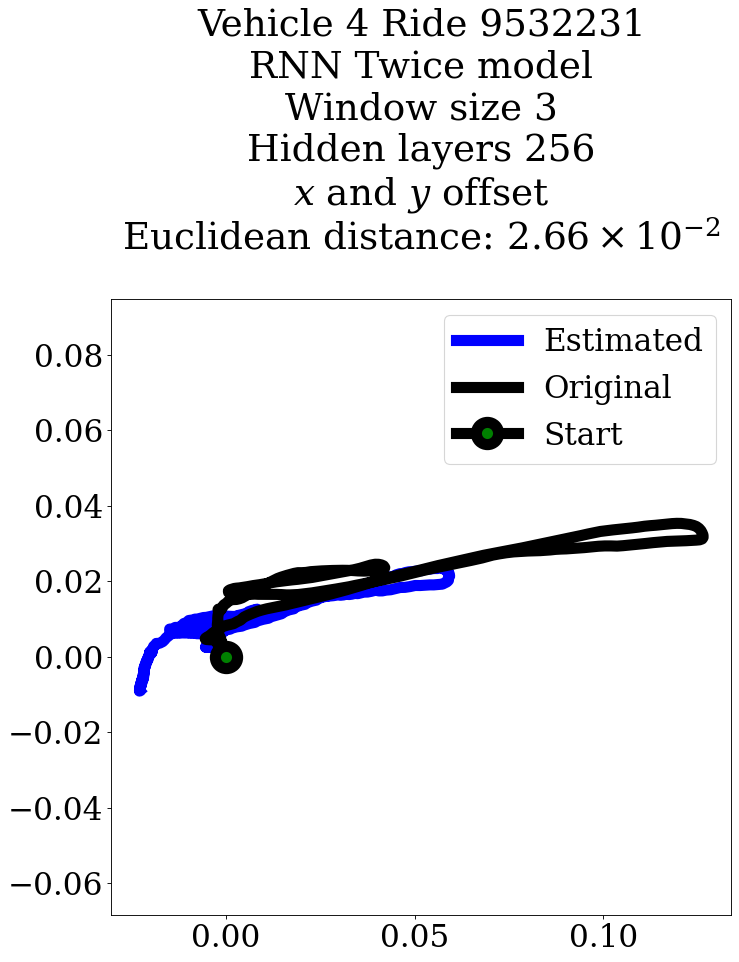 Vehicle 4 Ride 9532231
RNN Twice model
Window size 3
Hidden layers 256
x and y offset
Euclidean distance: 2.66 × 10⁻²
Estimated
Original
Start
0.08
0.06
0.04
0.02
0.00
−0.02
−0.04
−0.06
0.00 0.05 0.10